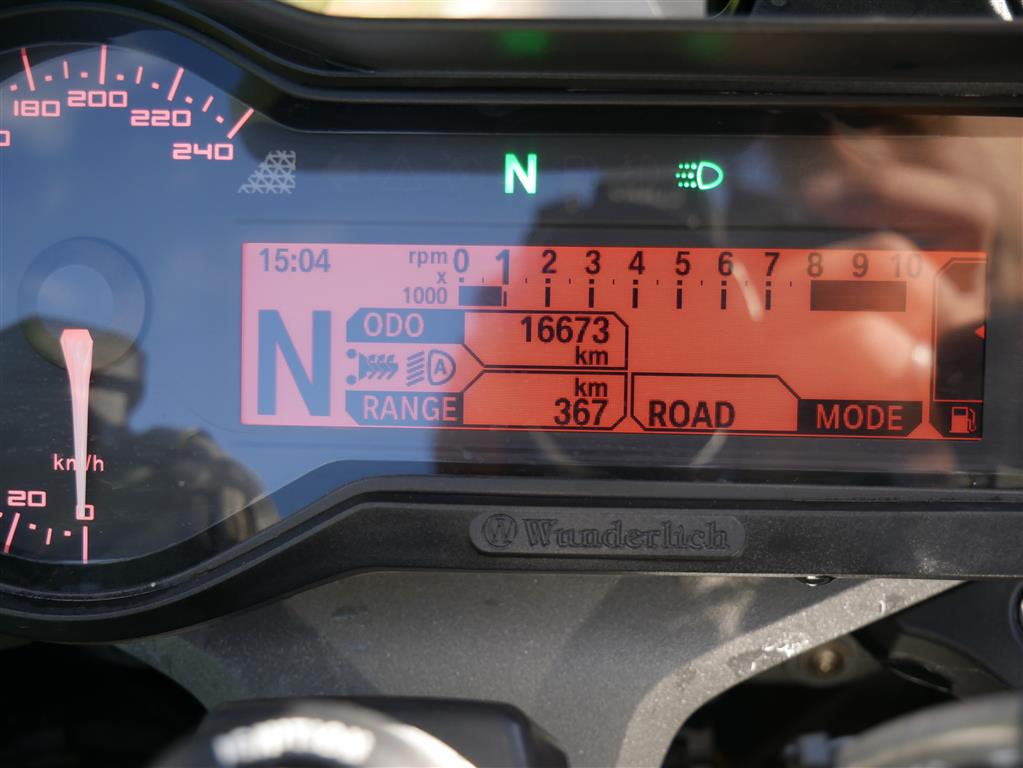 180 200 220 240
N
15:04 rpm x 1000 0 1 2 3 4 5 6 7 8 9 10
N
ODO 16673 km
A
RANGE km 367
ROAD MODE
km/h
20 0
W Wunderlich